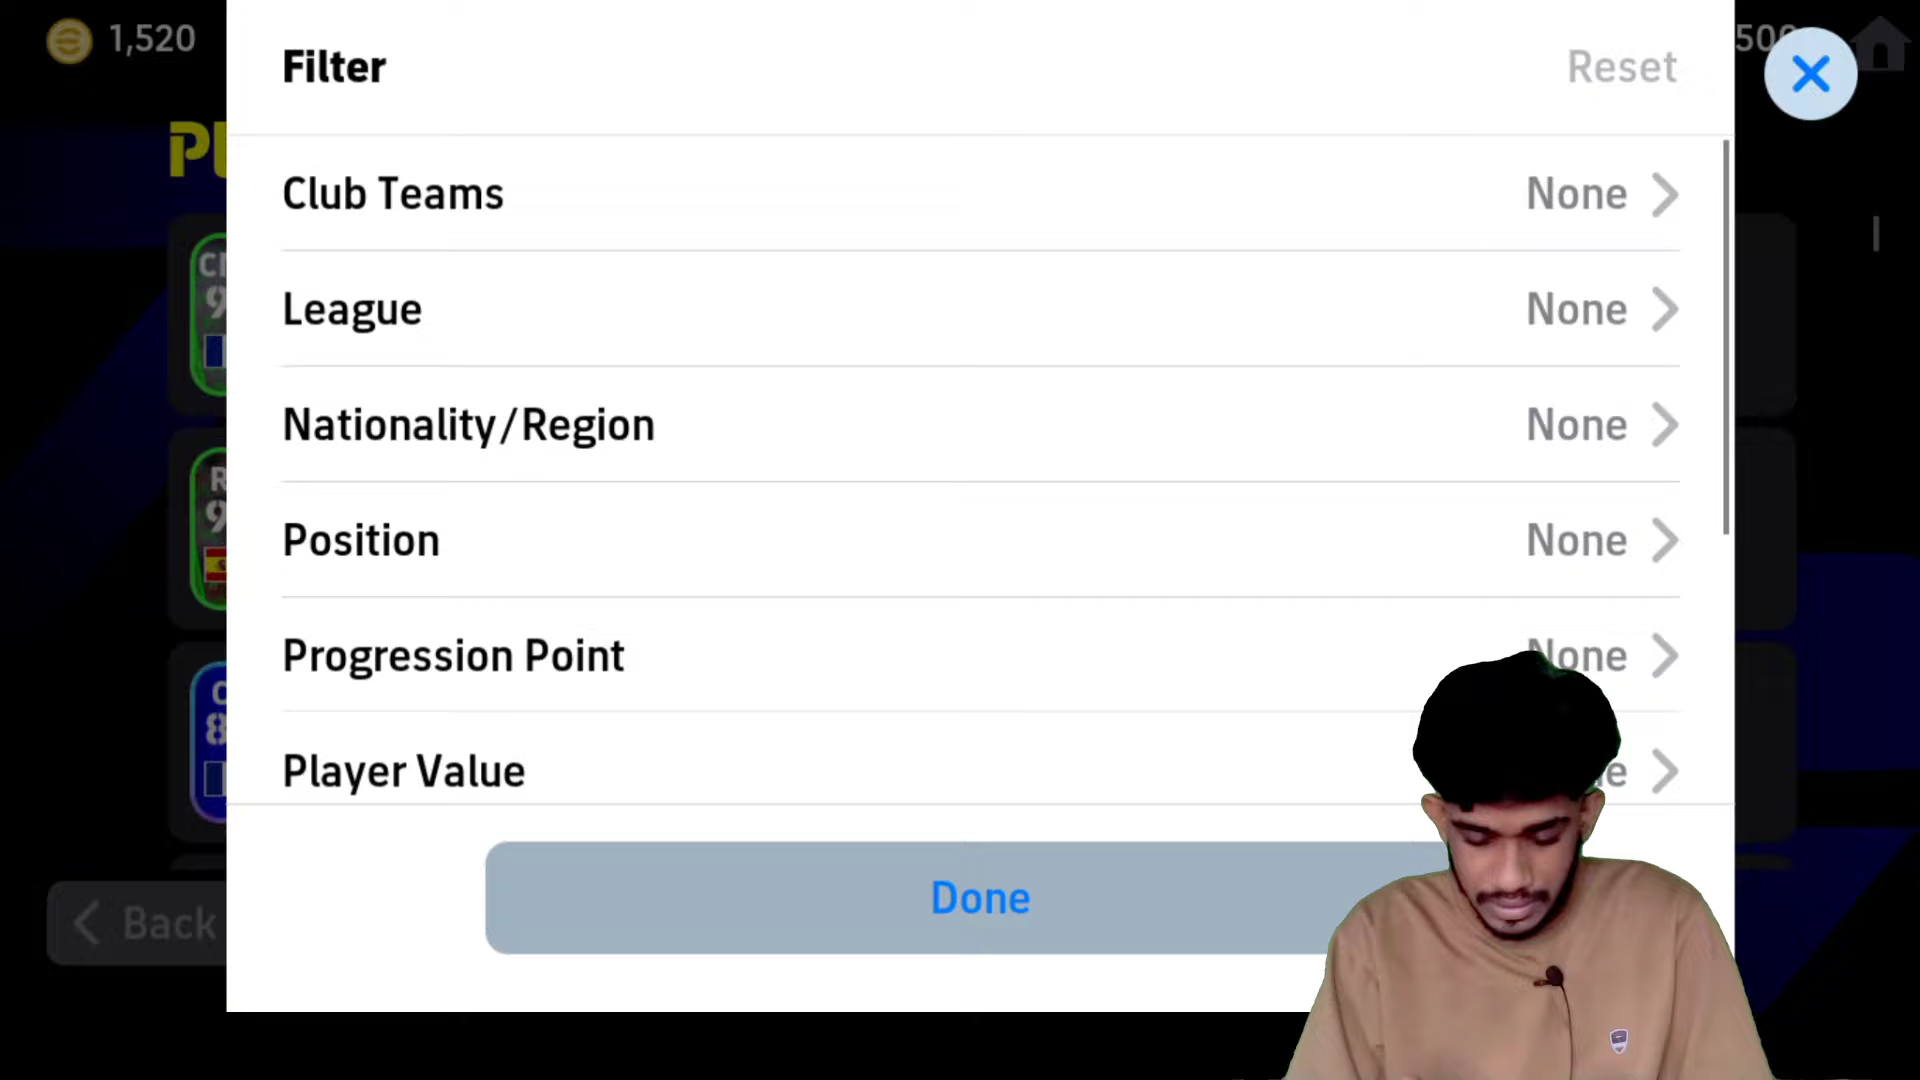 1,520
Filter
Reset
500
Club Teams
None
League
None
Nationality/Region
None
Position
None
Progression Point
None
Player Value
Done
Back